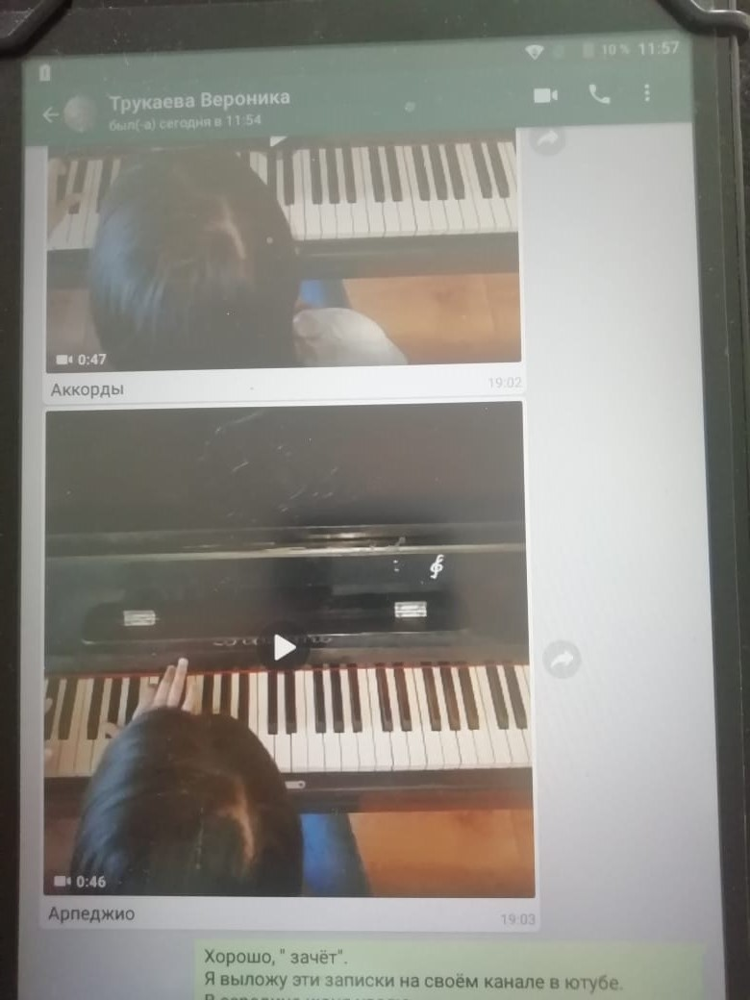 10 % 11:57
Трукаева Вероника
был(-а) сегодня в 11:54
0:47
Аккорды
19:02
0:46
Арпеджио
19:03
Хорошо, " зачёт".
Я выложу эти записки на своём канале в ютубе.